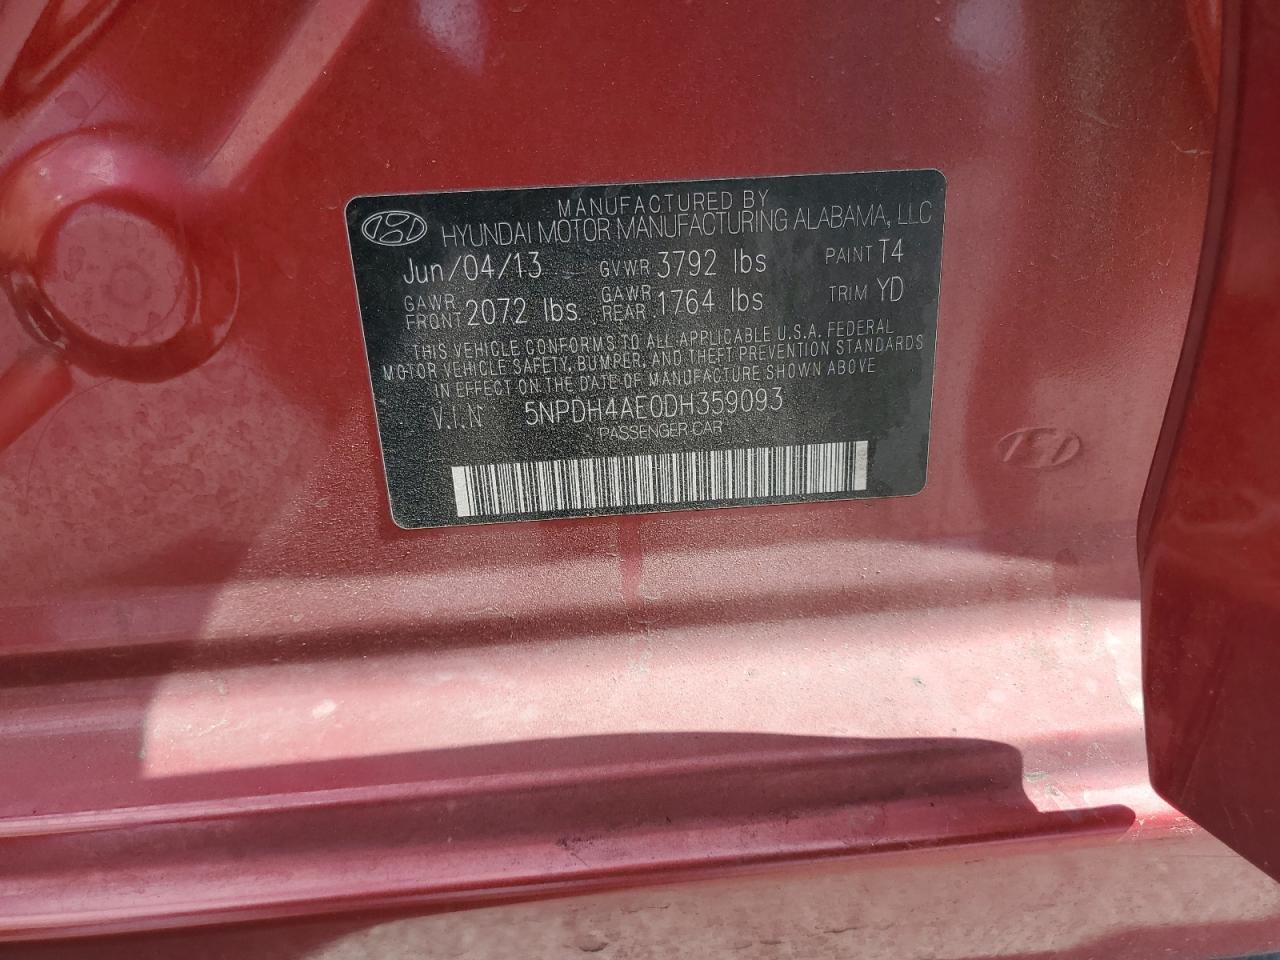 MANUFACTURED BY
HYUNDAI MOTOR MANUFACTURING ALABAMA, LLC
Jun/04/13 GVWR 3792 lbs PAINT T4
GAWR FRONT 2072 lbs GAWR REAR 1764 lbs TRIM YD
THIS VEHICLE CONFORMS TO ALL APPLICABLE U.S.A. FEDERAL
MOTOR VEHICLE SAFETY, BUMPER, AND THEFT PREVENTION STANDARDS
IN EFFECT ON THE DATE OF MANUFACTURE SHOWN ABOVE
V.I.N 5NPDH4AE0DH359093
PASSENGER CAR